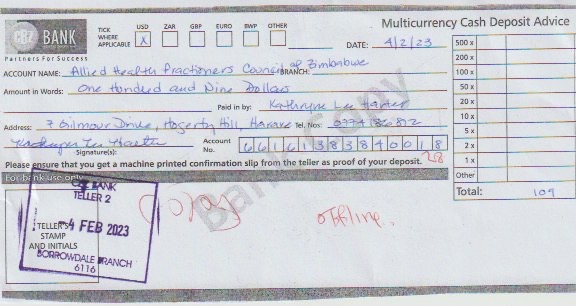 Multicurrency Cash Deposit Advice
CBZ BANK
Partners For Success
TICK WHERE APPLICABLE
USD ZAR GBP EURO BWP OTHER
X
DATE: 4/2/23
ACCOUNT NAME: Allied Health Practioners Council of Zimbabwe BRANCH:
Amount in Words: One Hundred and Nine Dollars
Paid in by: Kathryne Lee Harter
Address: 7 Gilmour Drive, Hogerty Hill, Harare Tel. Nos:
Signature(s):
Account No. 6 6 1 6 1 3 8 3 8 4 0 0 1 8
28
Please ensure that you get a machine printed confirmation slip from the teller as proof of your deposit.
For bank use only
500 x
200 x
100 x
50 x
20 x
10 x
5 x
2 x
1 x
Other
Total: 109
CBZ BANK
TELLER 2
TELLER'S
-4 FEB 2023
STAMP
AND INITIALS
BORROWDALE BRANCH
6116
Copy
offline.
Bank Copy